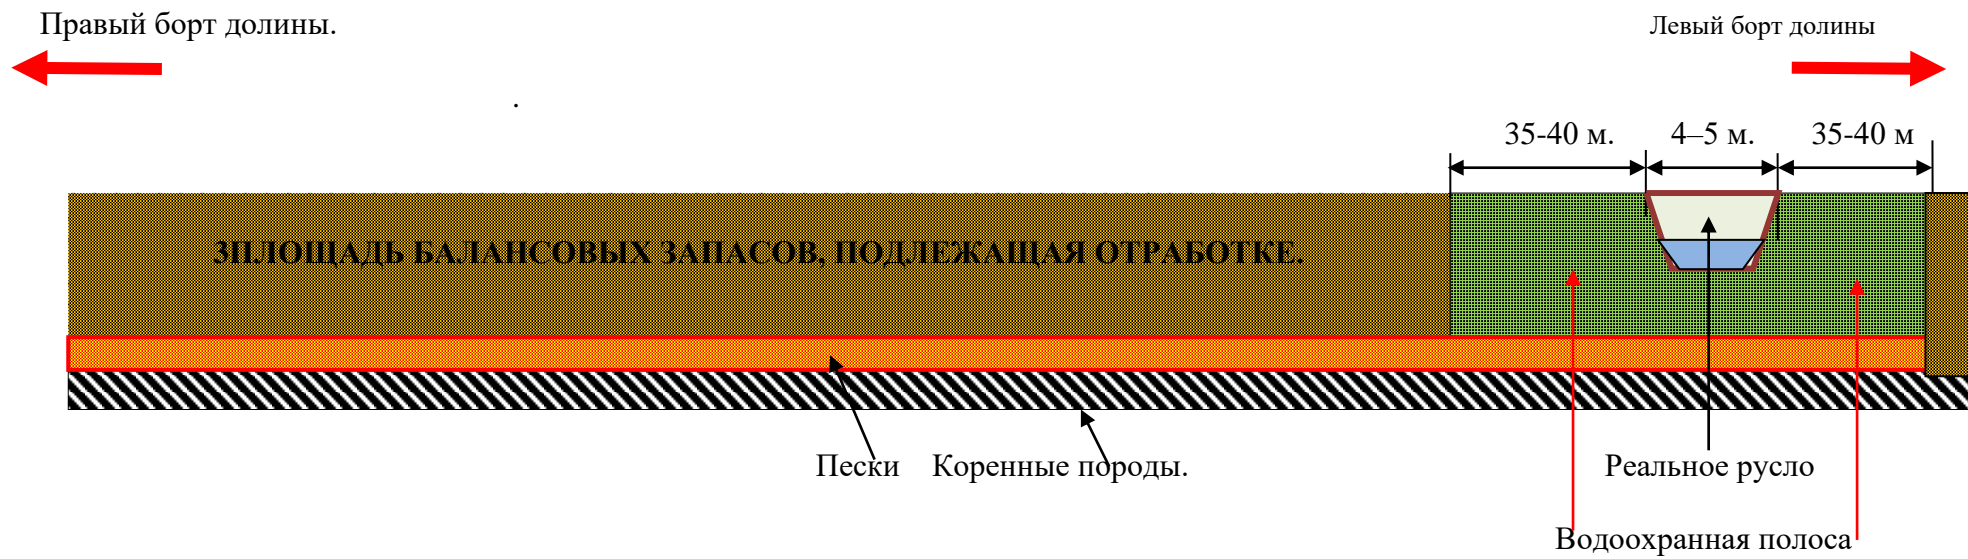 Правый борт долины.
Левый борт долины
.
35-40 м.
4–5 м.
35-40 м
3ПЛОЩАДЬ БАЛАНСОВЫХ ЗАПАСОВ, ПОДЛЕЖАЩАЯ ОТРАБОТКЕ.
Пески
Коренные породы.
Реальное русло
Водоохранная полоса